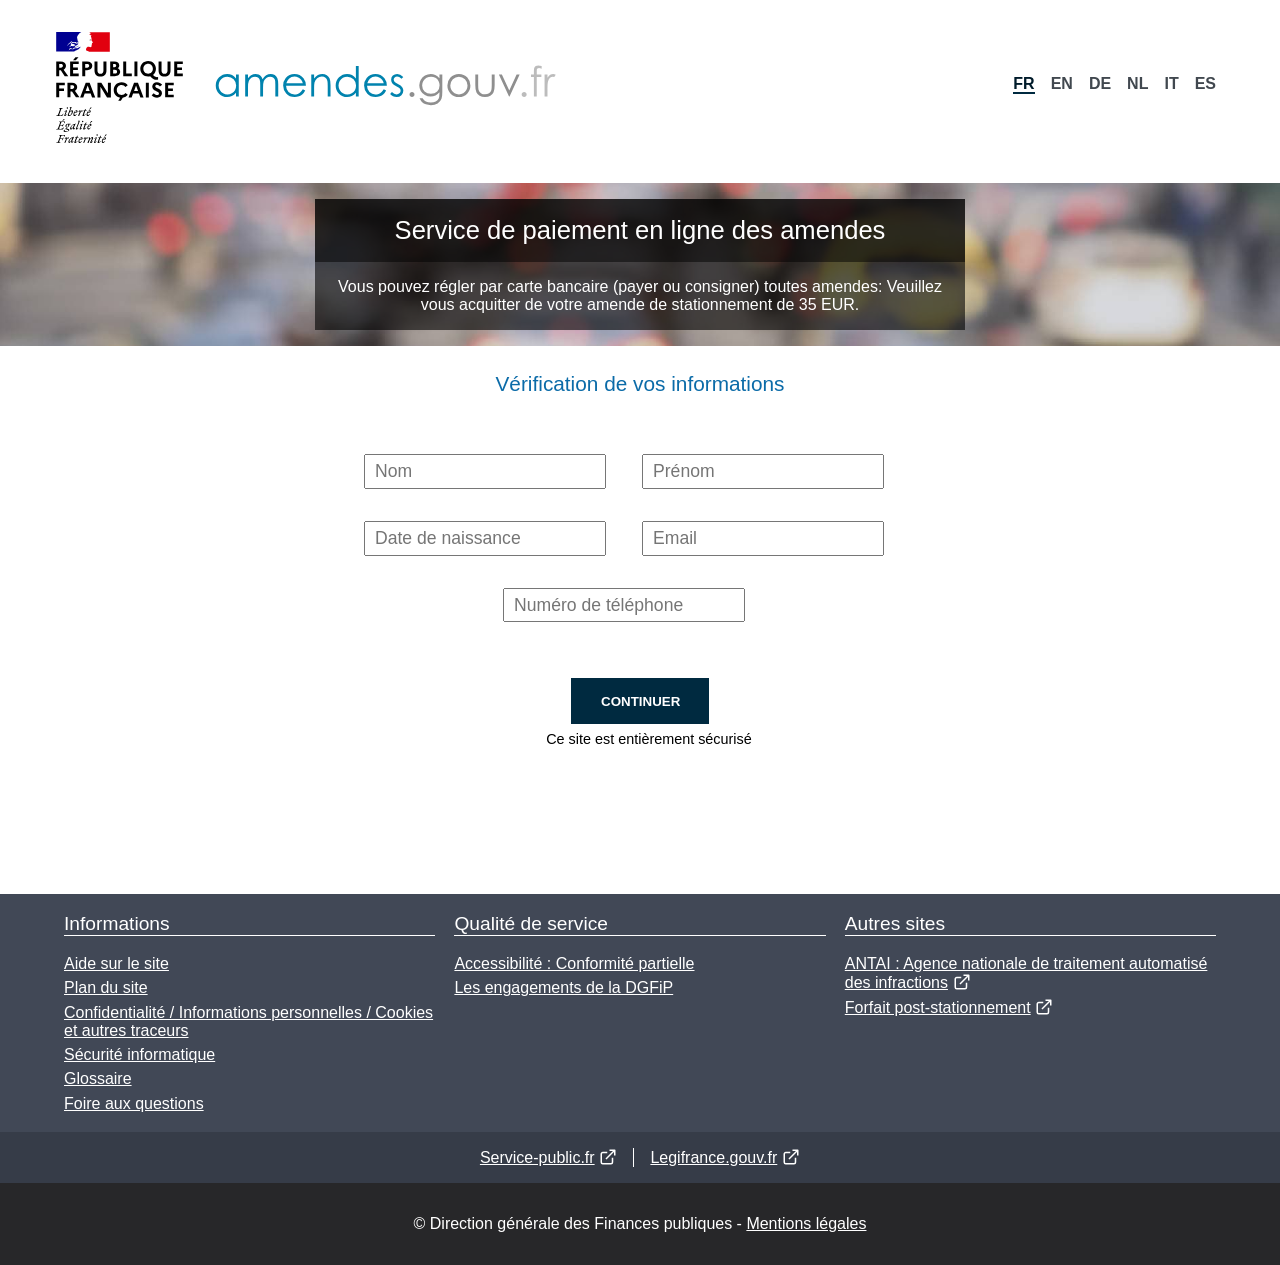 RÉPUBLIQUE
FRANÇAISE
Liberté
Égalité
Fraternité
amendes.gouv.fr
FR EN DE NL IT ES
Service de paiement en ligne des amendes
Vous pouvez régler par carte bancaire (payer ou consigner) toutes amendes: Veuillez
vous acquitter de votre amende de stationnement de 35 EUR.
Vérification de vos informations
Nom Prénom
Date de naissance Email
Numéro de téléphone
CONTINUER
Ce site est entièrement sécurisé
Informations
Aide sur le site
Plan du site
Confidentialité / Informations personnelles / Cookies
et autres traceurs
Sécurité informatique
Glossaire
Foire aux questions
Qualité de service
Accessibilité : Conformité partielle
Les engagements de la DGFiP
Autres sites
ANTAI : Agence nationale de traitement automatisé
des infractions
Forfait post-stationnement
Service-public.fr Legifrance.gouv.fr
© Direction générale des Finances publiques - Mentions légales